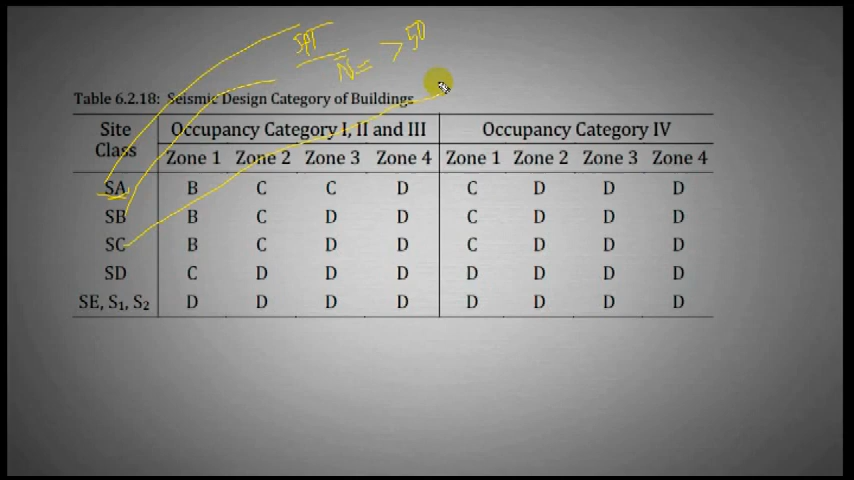 SPT
N̄ = > 50
Table 6.2.18: Seismic Design Category of Buildings
Site Class Occupancy Category I, II and III Occupancy Category IV
Zone 1 Zone 2 Zone 3 Zone 4 Zone 1 Zone 2 Zone 3 Zone 4
SA B C C D C D D D
SB B C D D C D D D
SC B C D D C D D D
SD C D D D D D D D
SE, S₁, S₂ D D D D D D D D